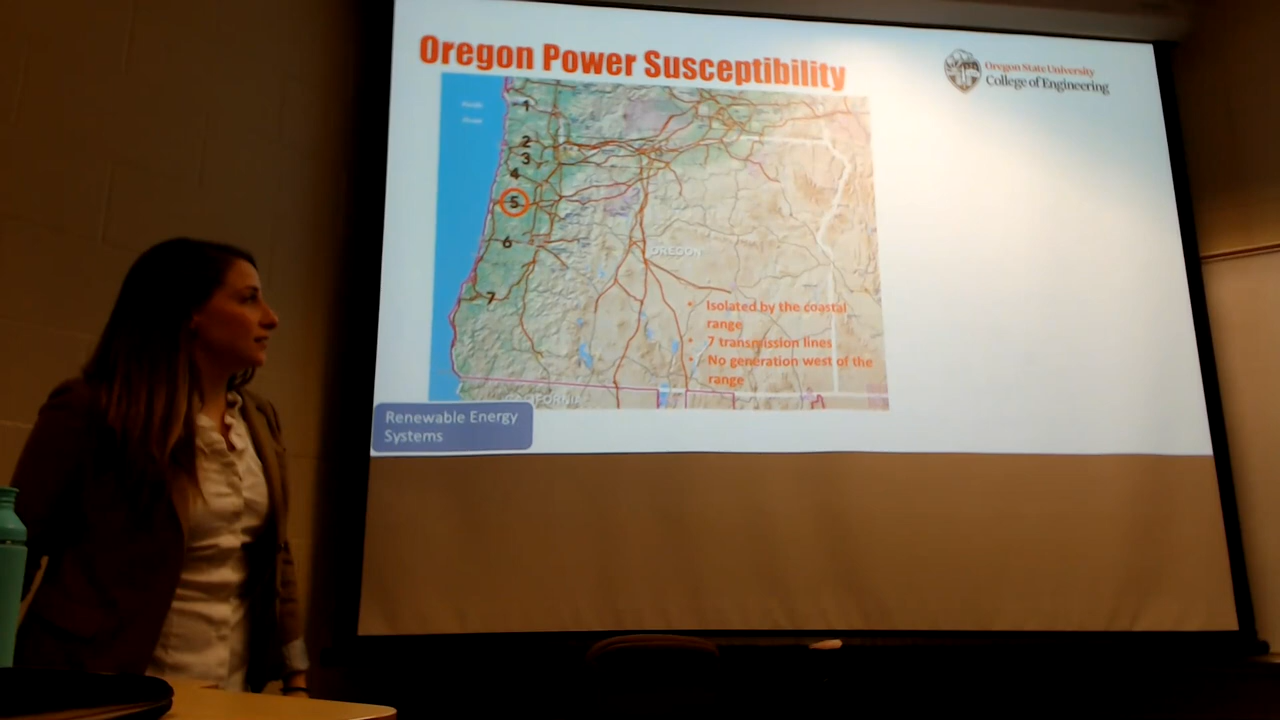 Oregon Power Susceptibility
Oregon State University
College of Engineering
1
2
3
4
5
6
7
OREGON
• Isolated by the coastal
range
• 7 transmission lines
• No generation west of the
range
CALIFORNIA
Renewable Energy
Systems